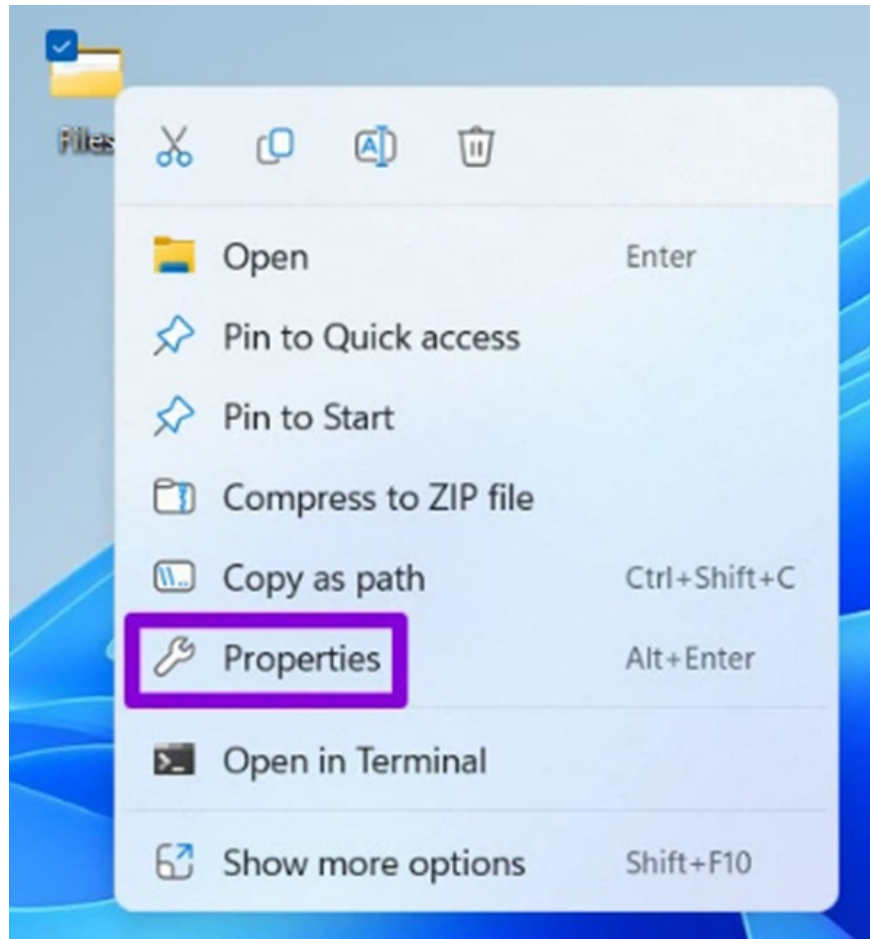 Files
Open Enter
Pin to Quick access
Pin to Start
Compress to ZIP file
Copy as path Ctrl+Shift+C
Properties Alt+Enter
Open in Terminal
Show more options Shift+F10